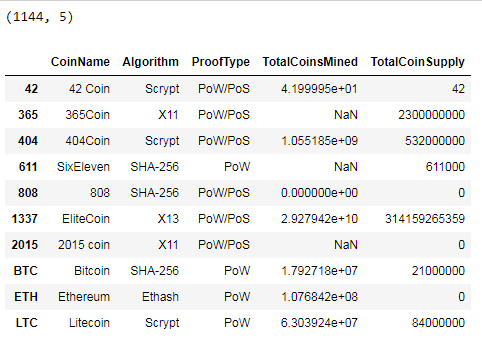 (1144, 5)
CoinName Algorithm ProofType TotalCoinsMined TotalCoinSupply
42 42 Coin Scrypt PoW/PoS 4.199995e+01 42
365 365Coin X11 PoW/PoS NaN 2300000000
404 404Coin Scrypt PoW/PoS 1.055185e+09 532000000
611 SixEleven SHA-256 PoW NaN 611000
808 808 SHA-256 PoW/PoS 0.000000e+00 0
1337 EliteCoin X13 PoW/PoS 2.927942e+10 314159265359
2015 2015 coin X11 PoW/PoS NaN 0
BTC Bitcoin SHA-256 PoW 1.792718e+07 21000000
ETH Ethereum Ethash PoW 1.076842e+08 0
LTC Litecoin Scrypt PoW 6.303924e+07 84000000